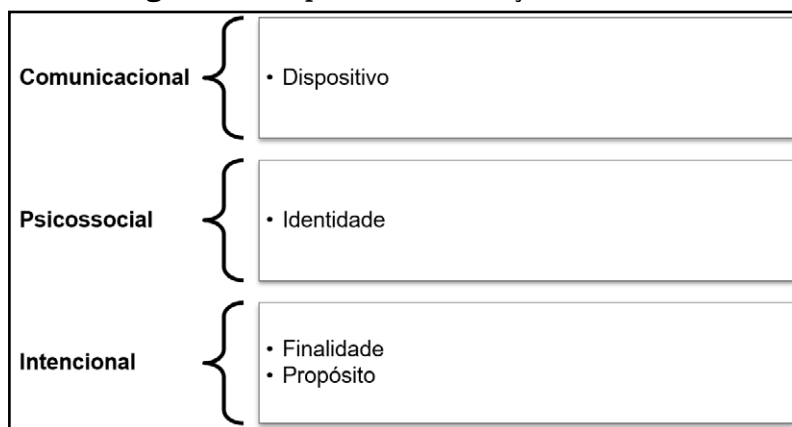 Comunicacional
• Dispositivo
Psicossocial
• Identidade
Intencional
• Finalidade
• Propósito